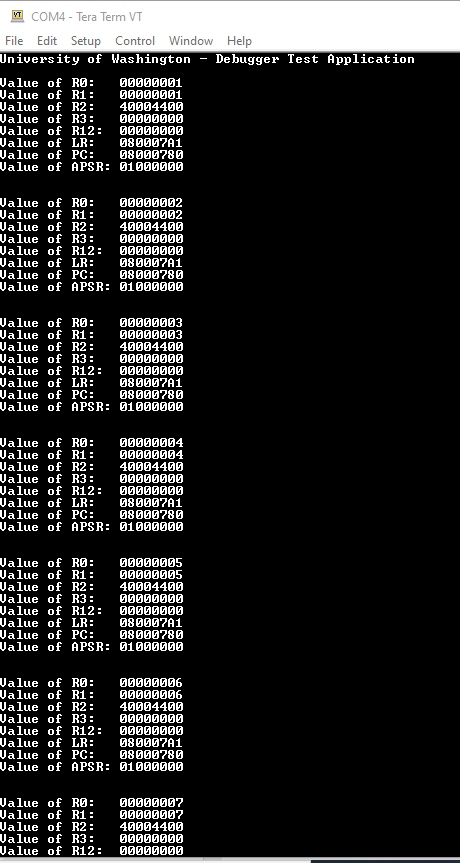 COM4 - Tera Term VT
File Edit Setup Control Window Help
University of Washington - Debugger Test Application
Value of R0: 00000001
Value of R1: 00000001
Value of R2: 40004400
Value of R3: 00000000
Value of R12: 00000000
Value of LR: 080007A1
Value of PC: 08000780
Value of APSR: 01000000
Value of R0: 00000002
Value of R1: 00000002
Value of R2: 40004400
Value of R3: 00000000
Value of R12: 00000000
Value of LR: 080007A1
Value of PC: 08000780
Value of APSR: 01000000
Value of R0: 00000003
Value of R1: 00000003
Value of R2: 40004400
Value of R3: 00000000
Value of R12: 00000000
Value of LR: 080007A1
Value of PC: 08000780
Value of APSR: 01000000
Value of R0: 00000004
Value of R1: 00000004
Value of R2: 40004400
Value of R3: 00000000
Value of R12: 00000000
Value of LR: 080007A1
Value of PC: 08000780
Value of APSR: 01000000
Value of R0: 00000005
Value of R1: 00000005
Value of R2: 40004400
Value of R3: 00000000
Value of R12: 00000000
Value of LR: 080007A1
Value of PC: 08000780
Value of APSR: 01000000
Value of R0: 00000006
Value of R1: 00000006
Value of R2: 40004400
Value of R3: 00000000
Value of R12: 00000000
Value of LR: 080007A1
Value of PC: 08000780
Value of APSR: 01000000
Value of R0: 00000007
Value of R1: 00000007
Value of R2: 40004400
Value of R3: 00000000
Value of R12: 00000000